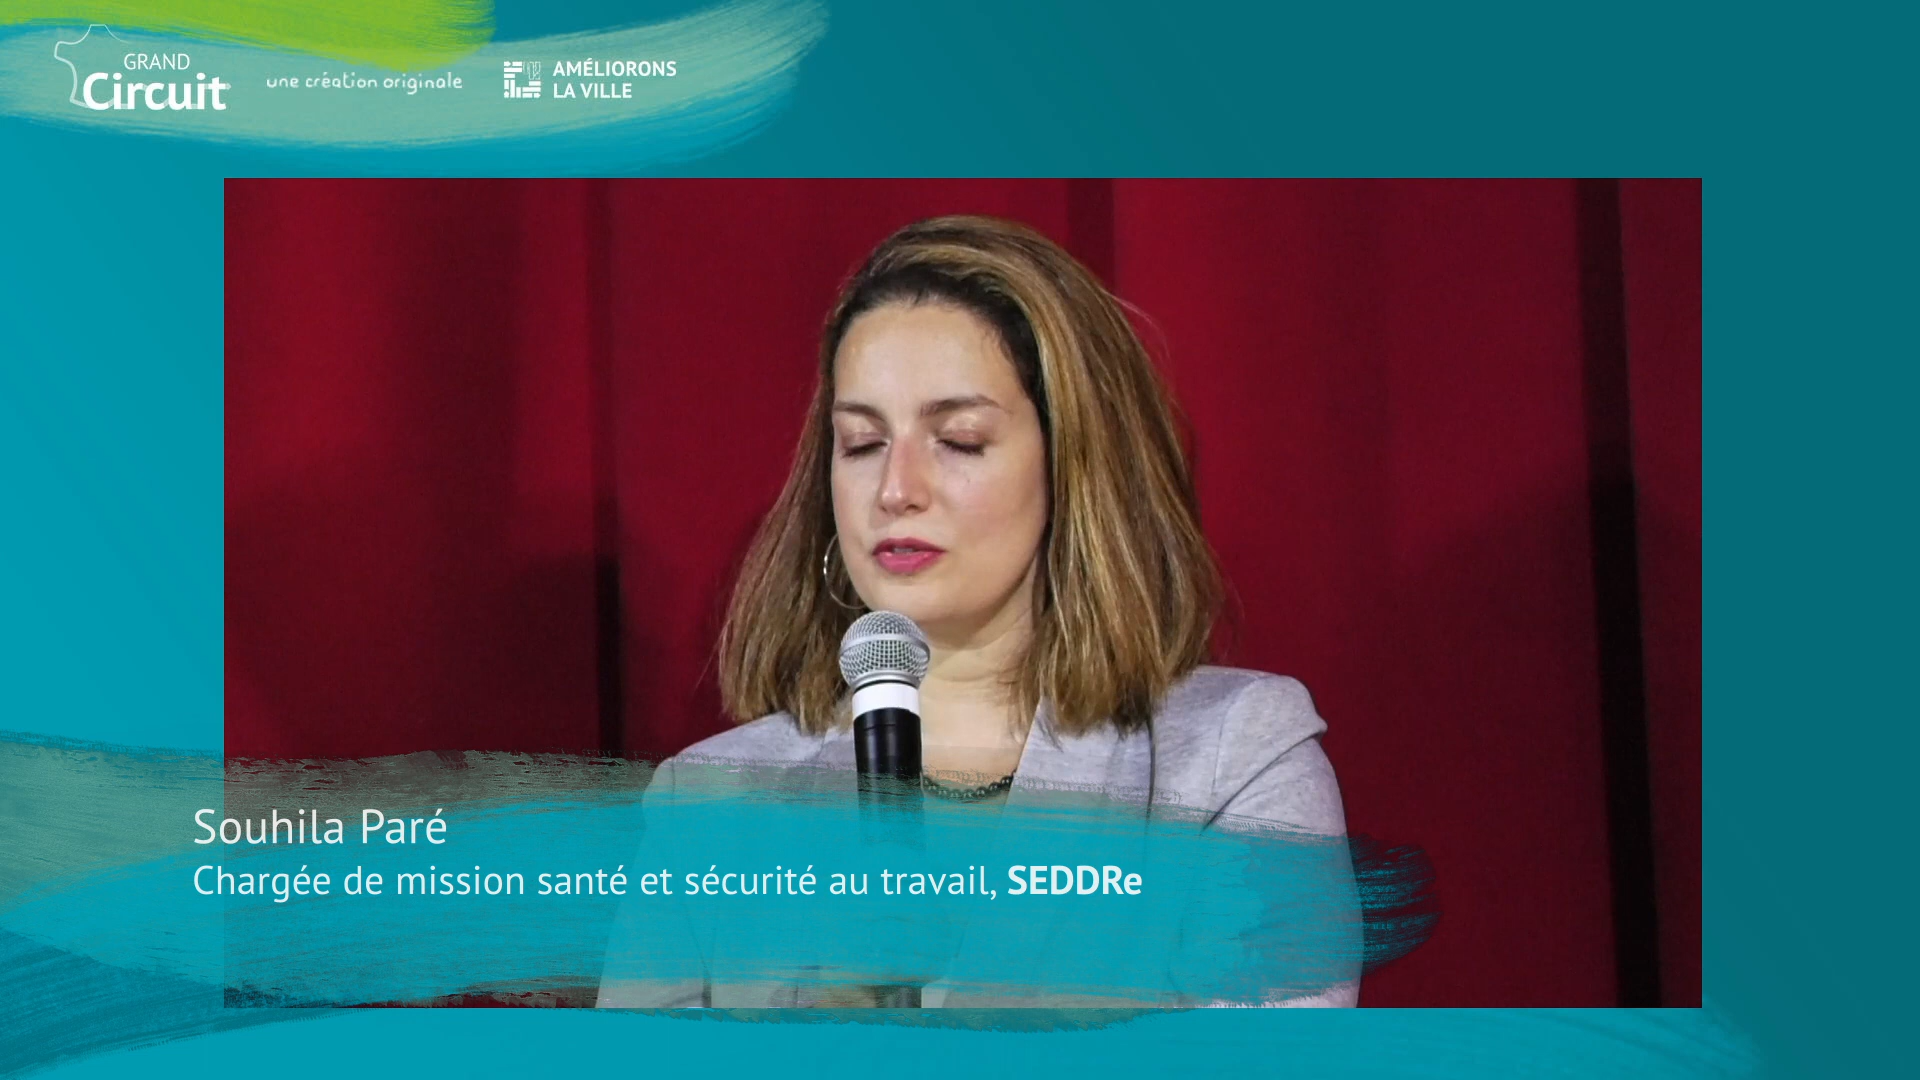 GRAND
Circuit
une création originale
AMÉLIORONS
LA VILLE
Souhila Paré
Chargée de mission santé et sécurité au travail, SEDDRe